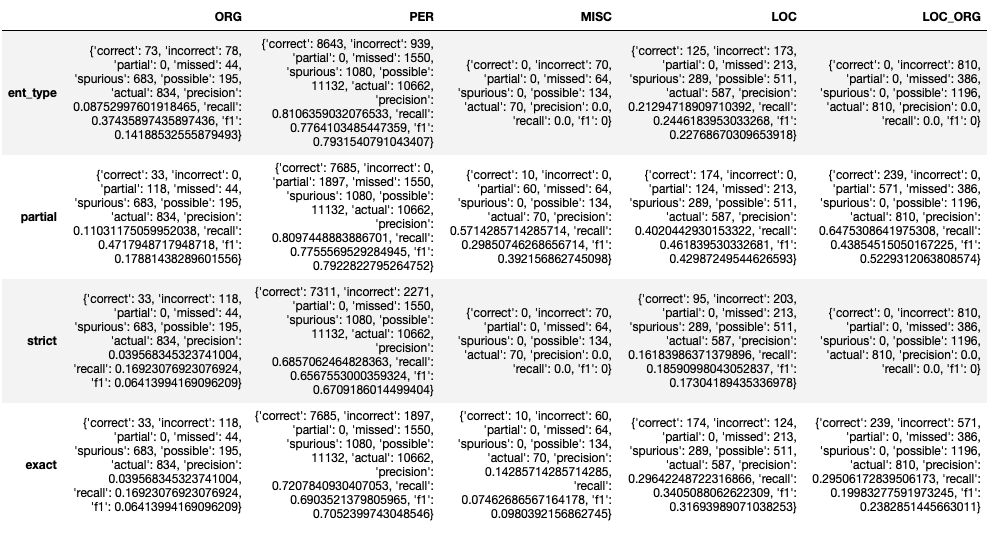 ORG PER MISC LOC LOC_ORG
ent_type
{'correct': 73, 'incorrect': 78,
'partial': 0, 'missed': 44,
'spurious': 683, 'possible': 195,
'actual': 834, 'precision':
0.08752997601918465, 'recall':
0.37435897435897436, 'f1':
0.14188532555879493}
{'correct': 8643, 'incorrect': 939,
'partial': 0, 'missed': 1550,
'spurious': 1080, 'possible':
11132, 'actual': 10662,
'precision':
0.8106359032076533, 'recall':
0.7764103485447359, 'f1':
0.7931540791043407}
{'correct': 0, 'incorrect': 70,
'partial': 0, 'missed': 64,
'spurious': 0, 'possible': 134,
'actual': 70, 'precision': 0.0,
'recall': 0.0, 'f1': 0}
{'correct': 125, 'incorrect': 173,
'partial': 0, 'missed': 213,
'spurious': 289, 'possible': 511,
'actual': 587, 'precision':
0.21294718909710392, 'recall':
0.2446183953033268, 'f1':
0.22768670309653918}
{'correct': 0, 'incorrect': 810,
'partial': 0, 'missed': 386,
'spurious': 0, 'possible': 1196,
'actual': 810, 'precision': 0.0,
'recall': 0.0, 'f1': 0}
partial
{'correct': 33, 'incorrect': 0,
'partial': 118, 'missed': 44,
'spurious': 683, 'possible': 195,
'actual': 834, 'precision':
0.11031175059952038, 'recall':
0.4717948717948718, 'f1':
0.17881438289601556}
{'correct': 7685, 'incorrect': 0,
'partial': 1897, 'missed': 1550,
'spurious': 1080, 'possible':
11132, 'actual': 10662,
'precision':
0.8097448883886701, 'recall':
0.7755569529284945, 'f1':
0.7922822795264752}
{'correct': 10, 'incorrect': 0,
'partial': 60, 'missed': 64,
'spurious': 0, 'possible': 134,
'actual': 70, 'precision':
0.5714285714285714, 'recall':
0.29850746268656714, 'f1':
0.392156862745098}
{'correct': 174, 'incorrect': 0,
'partial': 124, 'missed': 213,
'spurious': 289, 'possible': 511,
'actual': 587, 'precision':
0.4020442930153322, 'recall':
0.461839530332681, 'f1':
0.42987249544626593}
{'correct': 239, 'incorrect': 0,
'partial': 571, 'missed': 386,
'spurious': 0, 'possible': 1196,
'actual': 810, 'precision':
0.6475308641975308, 'recall':
0.43854515050167225, 'f1':
0.5229312063808574}
strict
{'correct': 33, 'incorrect': 118,
'partial': 0, 'missed': 44,
'spurious': 683, 'possible': 195,
'actual': 834, 'precision':
0.039568345323741004,
'recall': 0.16923076923076924,
'f1': 0.06413994169096209}
{'correct': 7311, 'incorrect': 2271,
'partial': 0, 'missed': 1550,
'spurious': 1080, 'possible':
11132, 'actual': 10662,
'precision':
0.6857062464828363, 'recall':
0.6567553000359324, 'f1':
0.6709186014499404}
{'correct': 0, 'incorrect': 70,
'partial': 0, 'missed': 64,
'spurious': 0, 'possible': 134,
'actual': 70, 'precision': 0.0,
'recall': 0.0, 'f1': 0}
{'correct': 95, 'incorrect': 203,
'partial': 0, 'missed': 213,
'spurious': 289, 'possible': 511,
'actual': 587, 'precision':
0.16183986371379896, 'recall':
0.18590998043052837, 'f1':
0.17304189435336978}
{'correct': 0, 'incorrect': 810,
'partial': 0, 'missed': 386,
'spurious': 0, 'possible': 1196,
'actual': 810, 'precision': 0.0,
'recall': 0.0, 'f1': 0}
exact
{'correct': 33, 'incorrect': 118,
'partial': 0, 'missed': 44,
'spurious': 683, 'possible': 195,
'actual': 834, 'precision':
0.039568345323741004,
'recall': 0.16923076923076924,
'f1': 0.06413994169096209}
{'correct': 7685, 'incorrect': 1897,
'partial': 0, 'missed': 1550,
'spurious': 1080, 'possible':
11132, 'actual': 10662,
'precision':
0.7207840930407053, 'recall':
0.6903521379805965, 'f1':
0.7052399743048546}
{'correct': 10, 'incorrect': 60,
'partial': 0, 'missed': 64,
'spurious': 0, 'possible': 134,
'actual': 70, 'precision':
0.14285714285714285,
'recall':
0.07462686567164178, 'f1':
0.0980392156862745}
{'correct': 174, 'incorrect': 124,
'partial': 0, 'missed': 213,
'spurious': 289, 'possible': 511,
'actual': 587, 'precision':
0.29642248722316866, 'recall':
0.3405088062622309, 'f1':
0.31693989071038253}
{'correct': 239, 'incorrect': 571,
'partial': 0, 'missed': 386,
'spurious': 0, 'possible': 1196,
'actual': 810, 'precision':
0.29506172839506173, 'recall':
0.19983277591973245, 'f1':
0.2382851445663011}